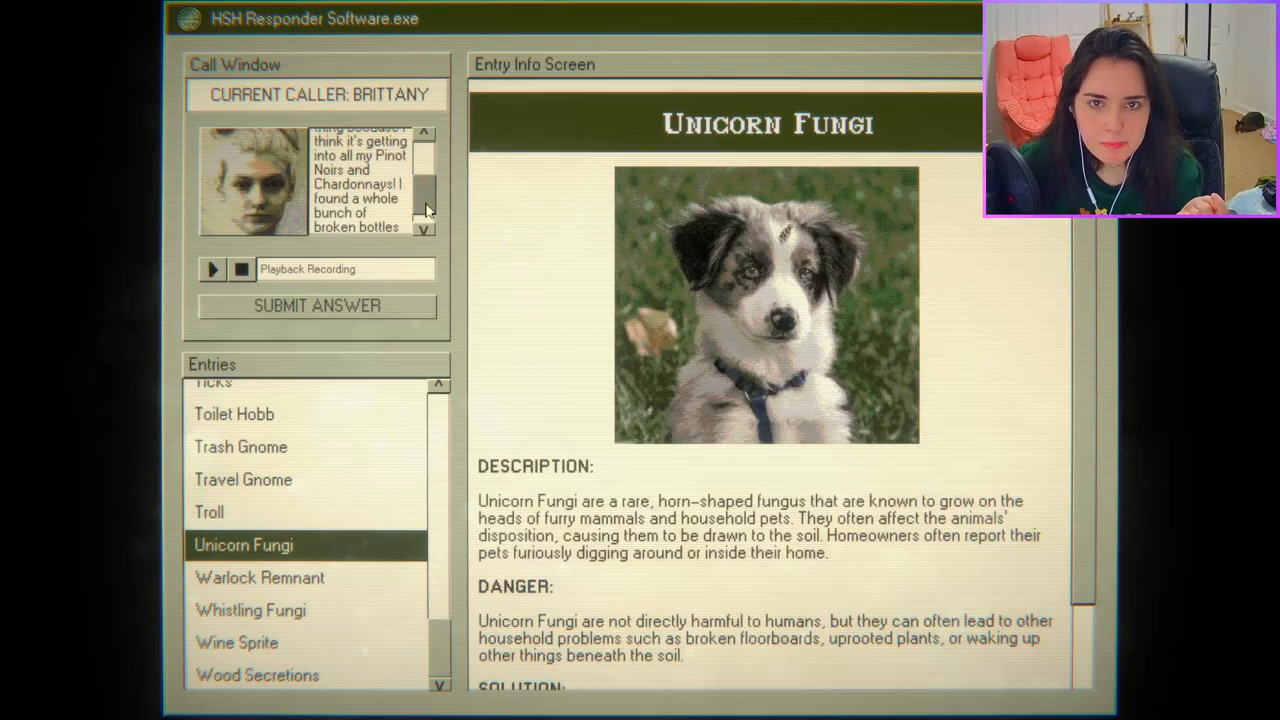 HSH Responder Software.exe
Call Window
CURRENT CALLER: BRITTANY
thing because I
think it's getting
into all my Pinot
Noirs and
Chardonnays! I
found a whole
bunch of
broken bottles
Playback Recording
SUBMIT ANSWER
Entries
Ticks
Toilet Hobb
Trash Gnome
Travel Gnome
Troll
Unicorn Fungi
Warlock Remnant
Whistling Fungi
Wine Sprite
Wood Secretions
Entry Info Screen
Unicorn Fungi
DESCRIPTION:
Unicorn Fungi are a rare, horn-shaped fungus that are known to grow on the
heads of furry mammals and household pets. They often affect the animals'
disposition, causing them to be drawn to the soil. Homeowners often report their
pets furiously digging around or inside their home.
DANGER:
Unicorn Fungi are not directly harmful to humans, but they can often lead to other
household problems such as broken floorboards, uprooted plants, or waking up
other things beneath the soil.
SOLUTION: